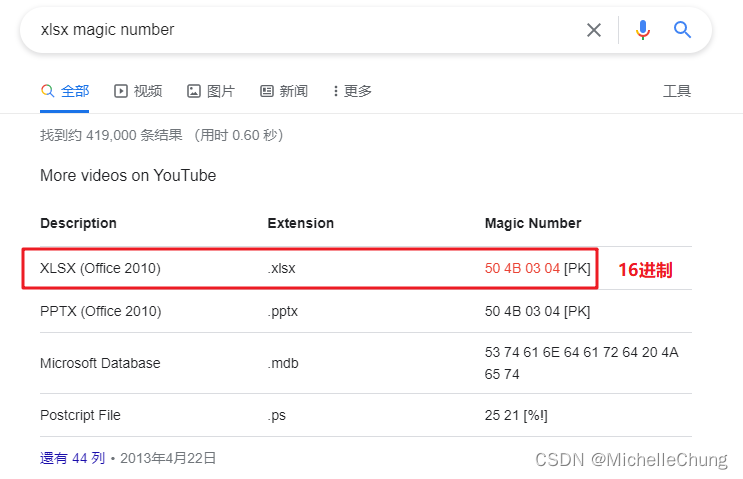 xlsx magic number
全部 视频 图片 新闻 更多 工具
找到约 419,000 条结果 （用时 0.60 秒）
More videos on YouTube
Description Extension Magic Number
XLSX (Office 2010) .xlsx 50 4B 03 04 [PK] 16进制
PPTX (Office 2010) .pptx 50 4B 03 04 [PK]
Microsoft Database .mdb 53 74 61 6E 64 61 72 64 20 4A
65 74
Postcript File .ps 25 21 [%!]
還有 44 列 • 2013年4月22日
CSDN @MichelleChung